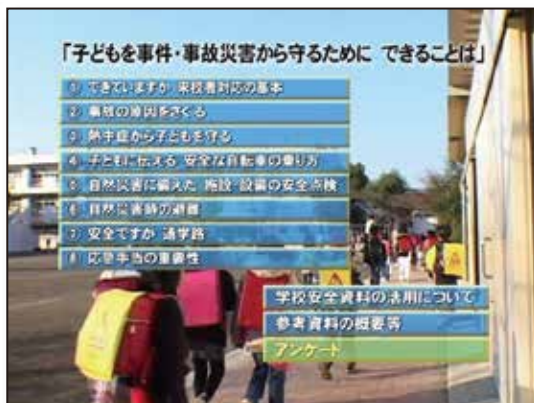 「子どもを事件・事故災害から守るために できることは」
① できていますか 来校者対応の基本
② 事故の原因をさぐる
③ 熱中症から子どもを守る
④ 子どもに伝える 安全な自転車の乗り方
⑤ 自然災害に備えた 施設・設備の安全点検
⑥ 自然災害時の避難
⑦ 安全ですか 通学路
⑧ 応急手当の重要性
学校安全資料の活用について
参考資料の概要等
アンケート